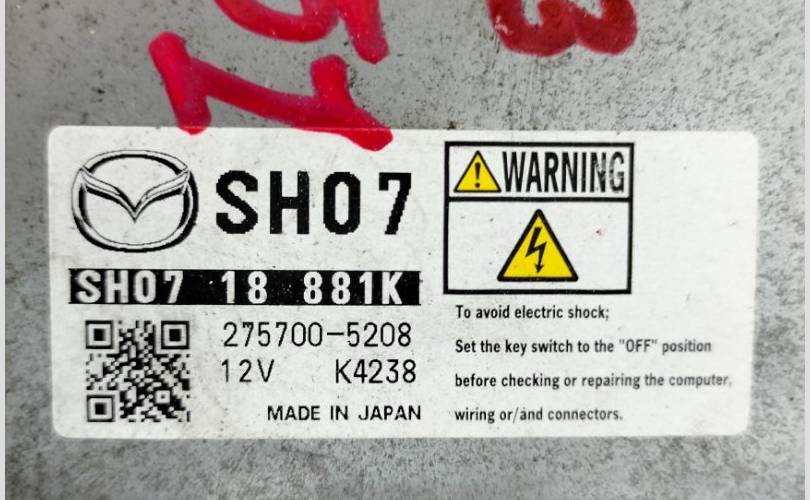 SH07
SH07 18 881K
275700-5208
12V K4238
MADE IN JAPAN
WARNING
To avoid electric shock;
Set the key switch to the "OFF" position
before checking or repairing the computer,
wiring or/and connectors.